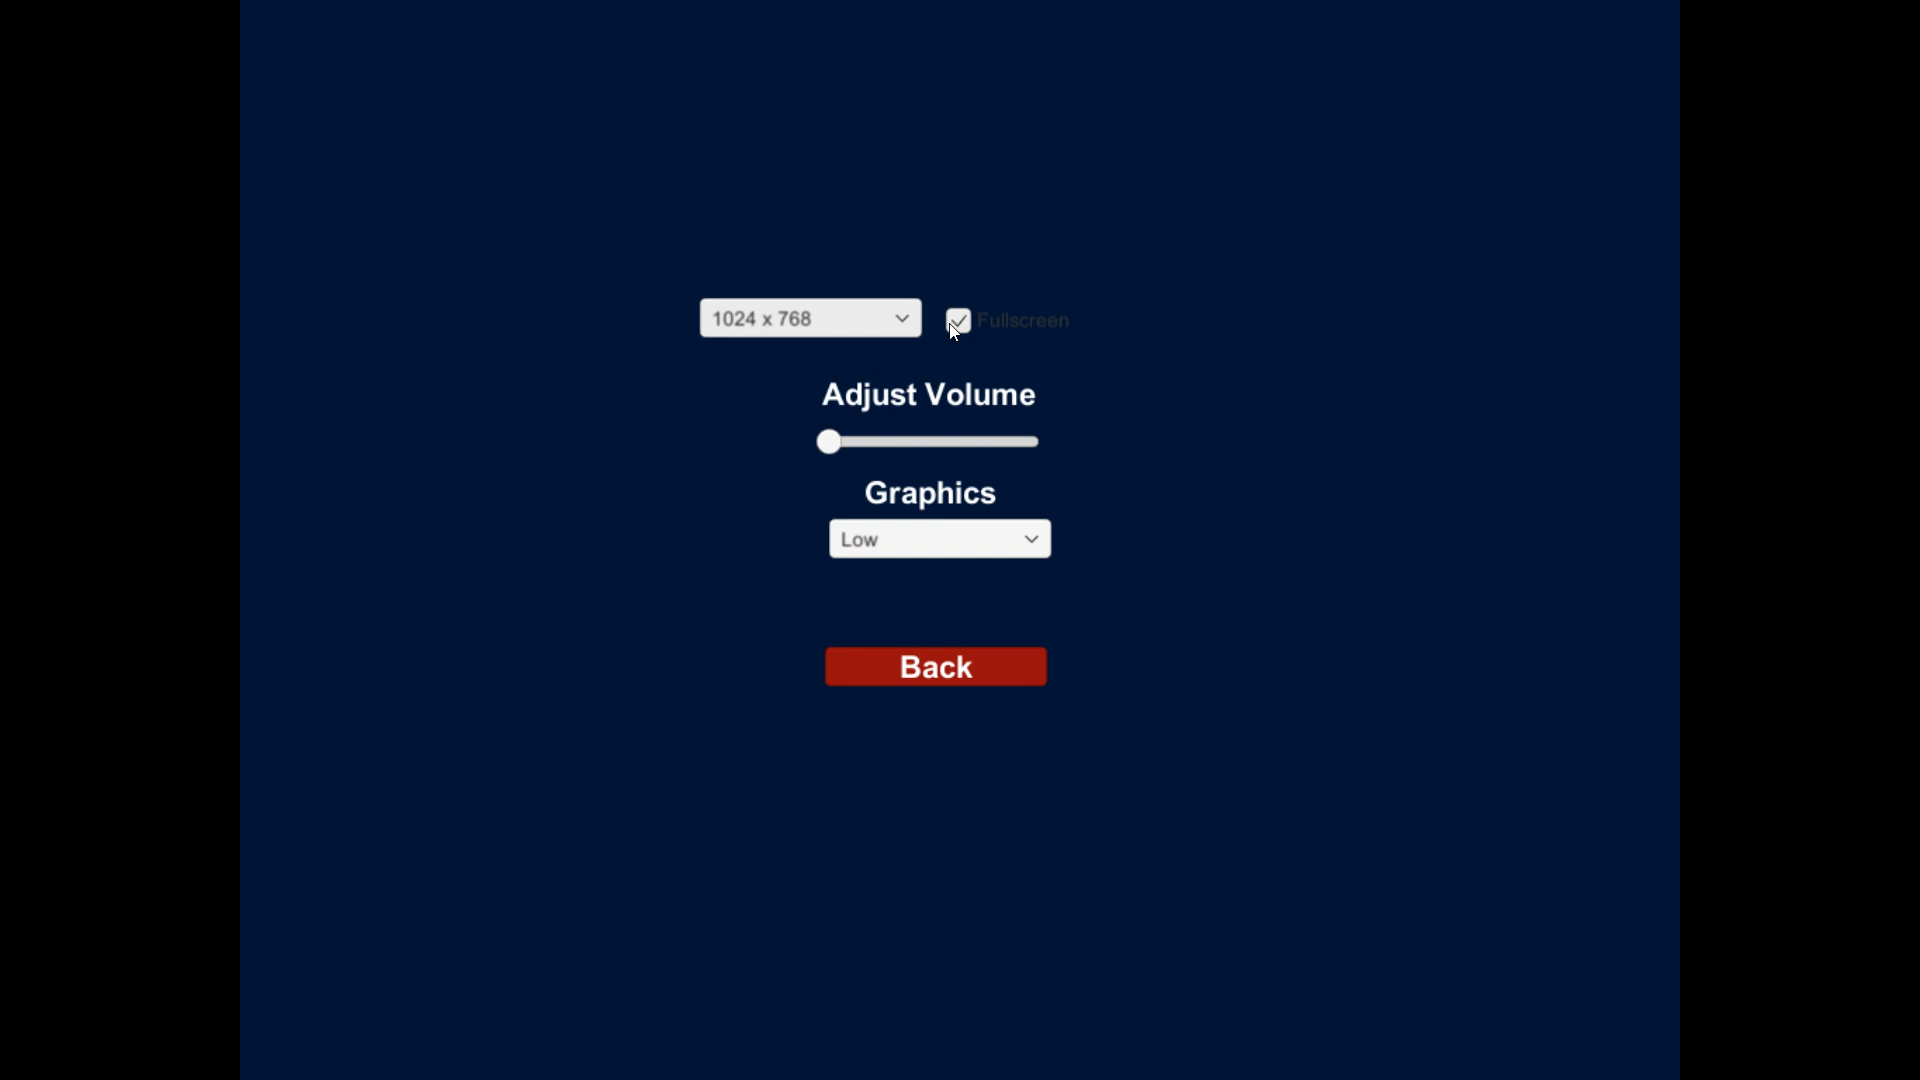 1024 x 768
Fullscreen
Adjust Volume
Graphics
Low
Back